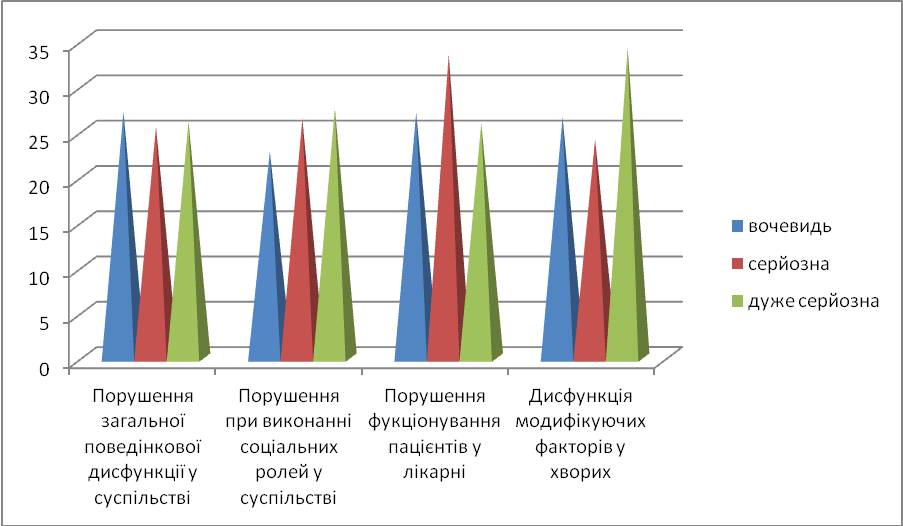 35
30
25
20
15
10
5
0
Порушення
загальної
поведінкової
дисфункції у
суспільстві
Порушення
при виконанні
соціальних
ролей у
суспільстві
Порушення
фукціонування
пацієнтів у
лікарні
Дисфункція
модифікуючих
факторів у
хворих
вочевидь
серйозна
дуже серйозна